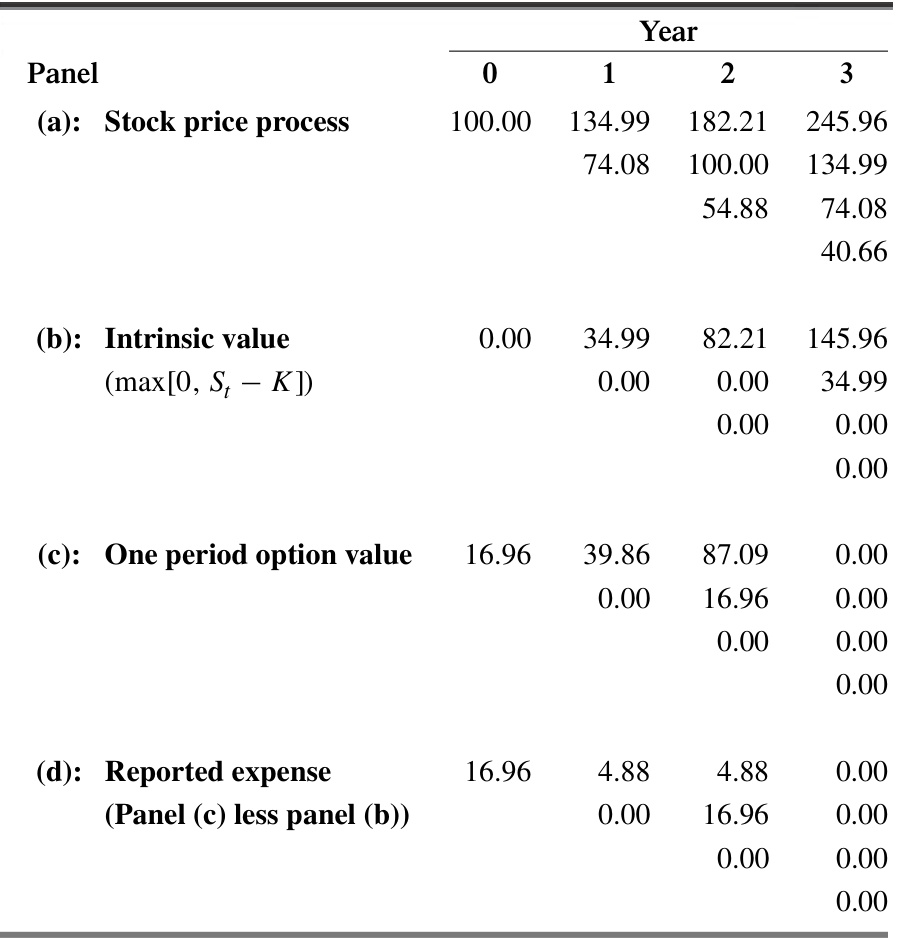 Year
Panel 0 1 2 3
(a): Stock price process 100.00 134.99 182.21 245.96
74.08 100.00 134.99
54.88 74.08
40.66
(b): Intrinsic value 0.00 34.99 82.21 145.96
(max[0, S_t − K]) 0.00 0.00 34.99
0.00 0.00
0.00
(c): One period option value 16.96 39.86 87.09 0.00
0.00 16.96 0.00
0.00 0.00
0.00
(d): Reported expense 16.96 4.88 4.88 0.00
(Panel (c) less panel (b)) 0.00 16.96 0.00
0.00 0.00
0.00